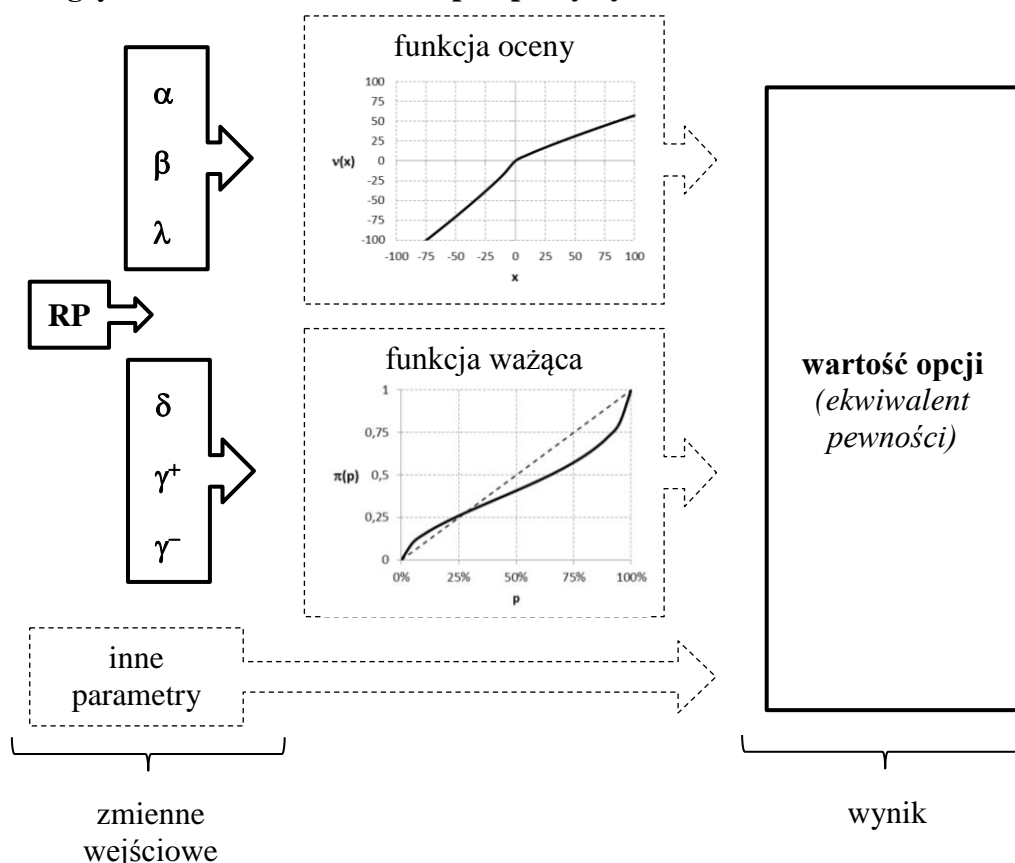 funkcja oceny
α
β
λ
100
75
50
25
0
-25
-50
-75
-100
ν(x)
-100 -75 -50 -25 0 25 50 75 100
x
RP
funkcja ważąca
δ
γ⁺
γ⁻
1
0,75
0,5
0,25
0
π(p)
0% 25% 50% 75% 100%
p
wartość opcji
(ekwiwalent
pewności)
inne
parametry
zmienne
wejściowe
wynik